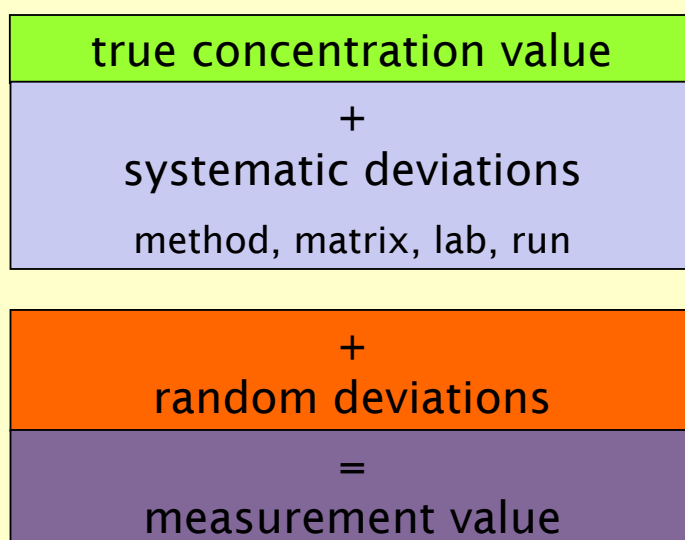 true concentration value
+
systematic deviations
method, matrix, lab, run
+
random deviations
=
measurement value